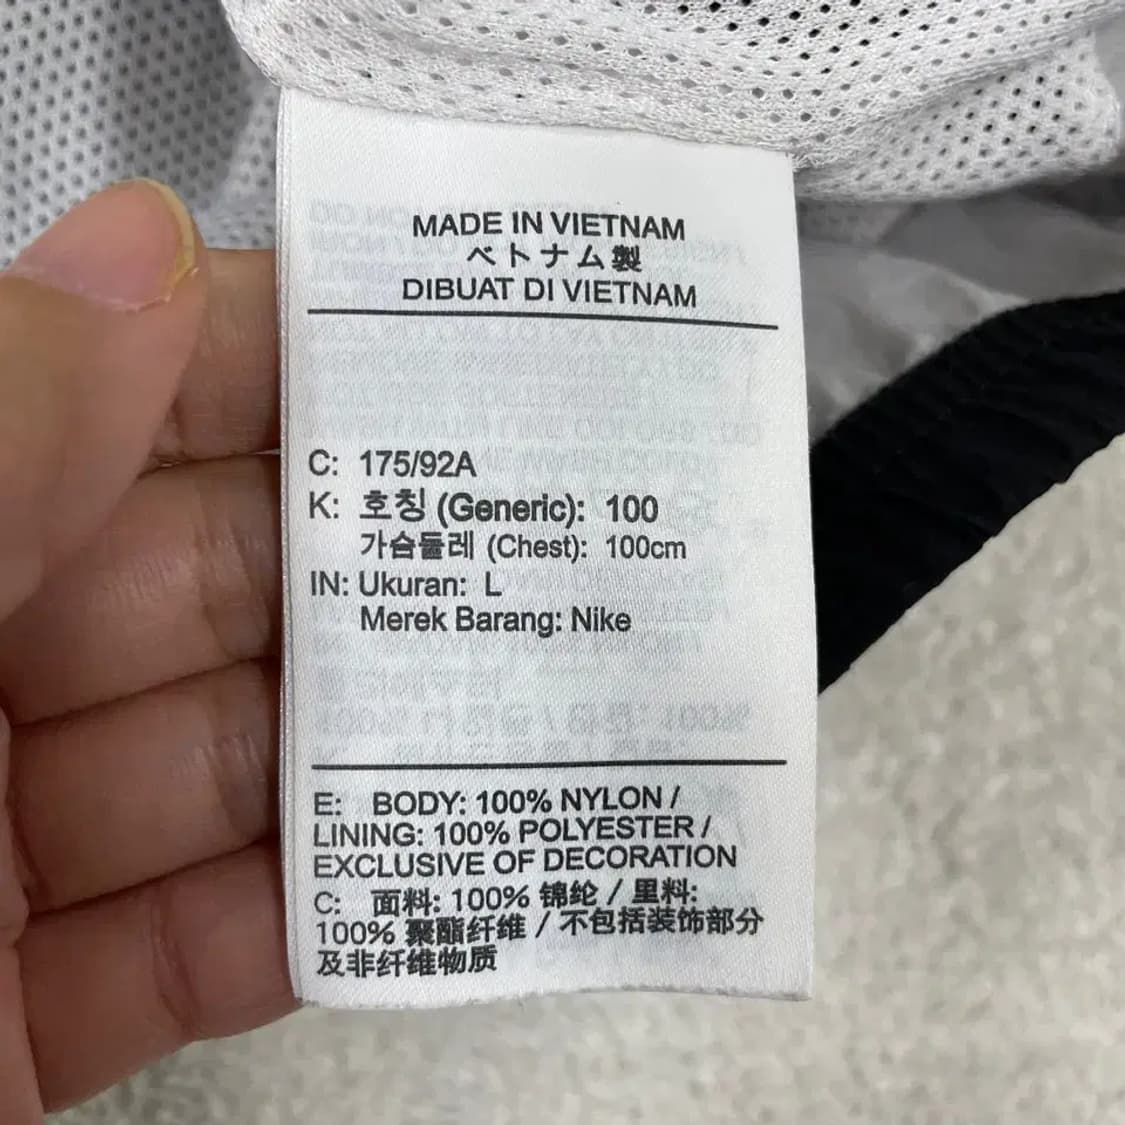 MADE IN VIETNAM
ベトナム製
DIBUAT DI VIETNAM
C: 175/92A
K: 호칭 (Generic): 100
가슴둘레 (Chest): 100cm
IN: Ukuran: L
Merek Barang: Nike
E: BODY: 100% NYLON /
LINING: 100% POLYESTER /
EXCLUSIVE OF DECORATION
C: 面料: 100% 锦纶 / 里料:
100% 聚酯纤维 / 不包括装饰部分
及非纤维物质